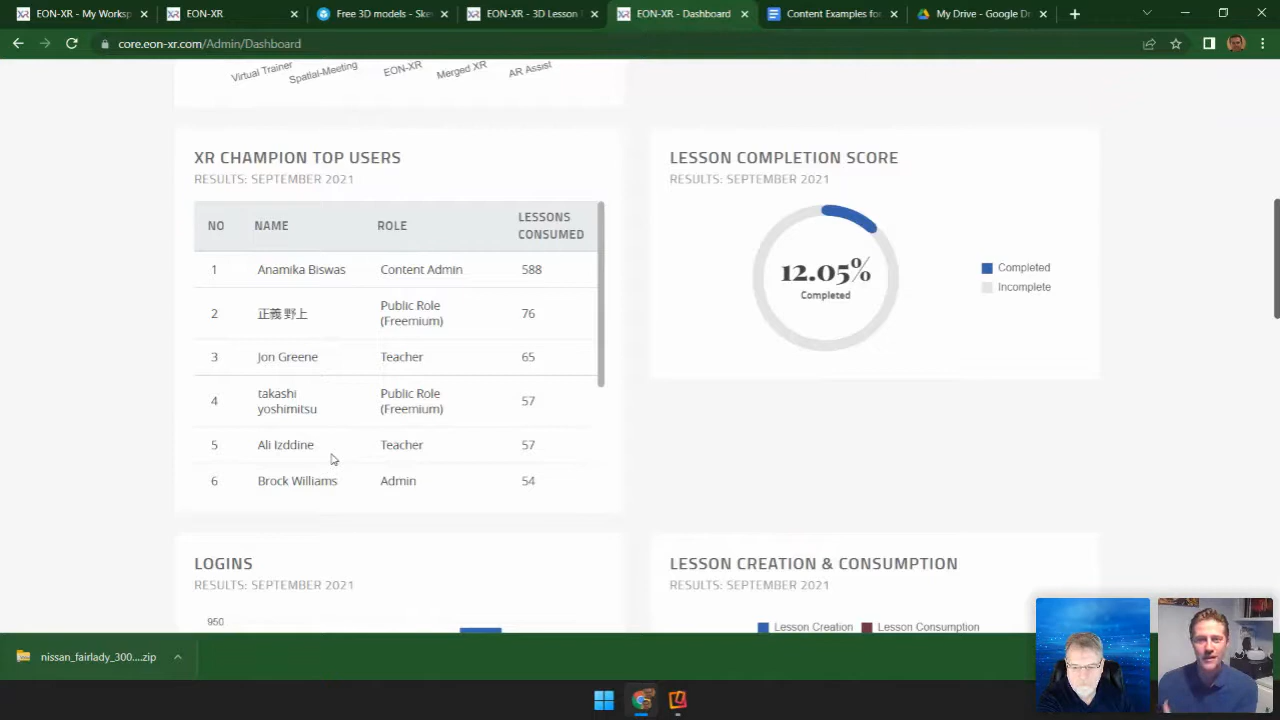 EON-XR - My Worksp
EON-XR
Free 3D models - Ske
EON-XR - 3D Lesson
EON-XR - Dashboard
Content Examples for
My Drive - Google Dr
core.eon-xr.com/Admin/Dashboard
Virtual Trainer
Spatial-Meeting
EON-XR
Merged XR
AR Assist
XR CHAMPION TOP USERS
RESULTS: SEPTEMBER 2021
NO NAME ROLE LESSONS CONSUMED
1 Anamika Biswas Content Admin 588
2 正義 野上 Public Role (Freemium) 76
3 Jon Greene Teacher 65
4 takashi yoshimitsu Public Role (Freemium) 57
5 Ali Izddine Teacher 57
6 Brock Williams Admin 54
LESSON COMPLETION SCORE
RESULTS: SEPTEMBER 2021
12.05%
Completed
Completed
Incomplete
LOGINS
RESULTS: SEPTEMBER 2021
950
LESSON CREATION & CONSUMPTION
RESULTS: SEPTEMBER 2021
Lesson Creation
Lesson Consumption
nissan_fairlady_300....zip